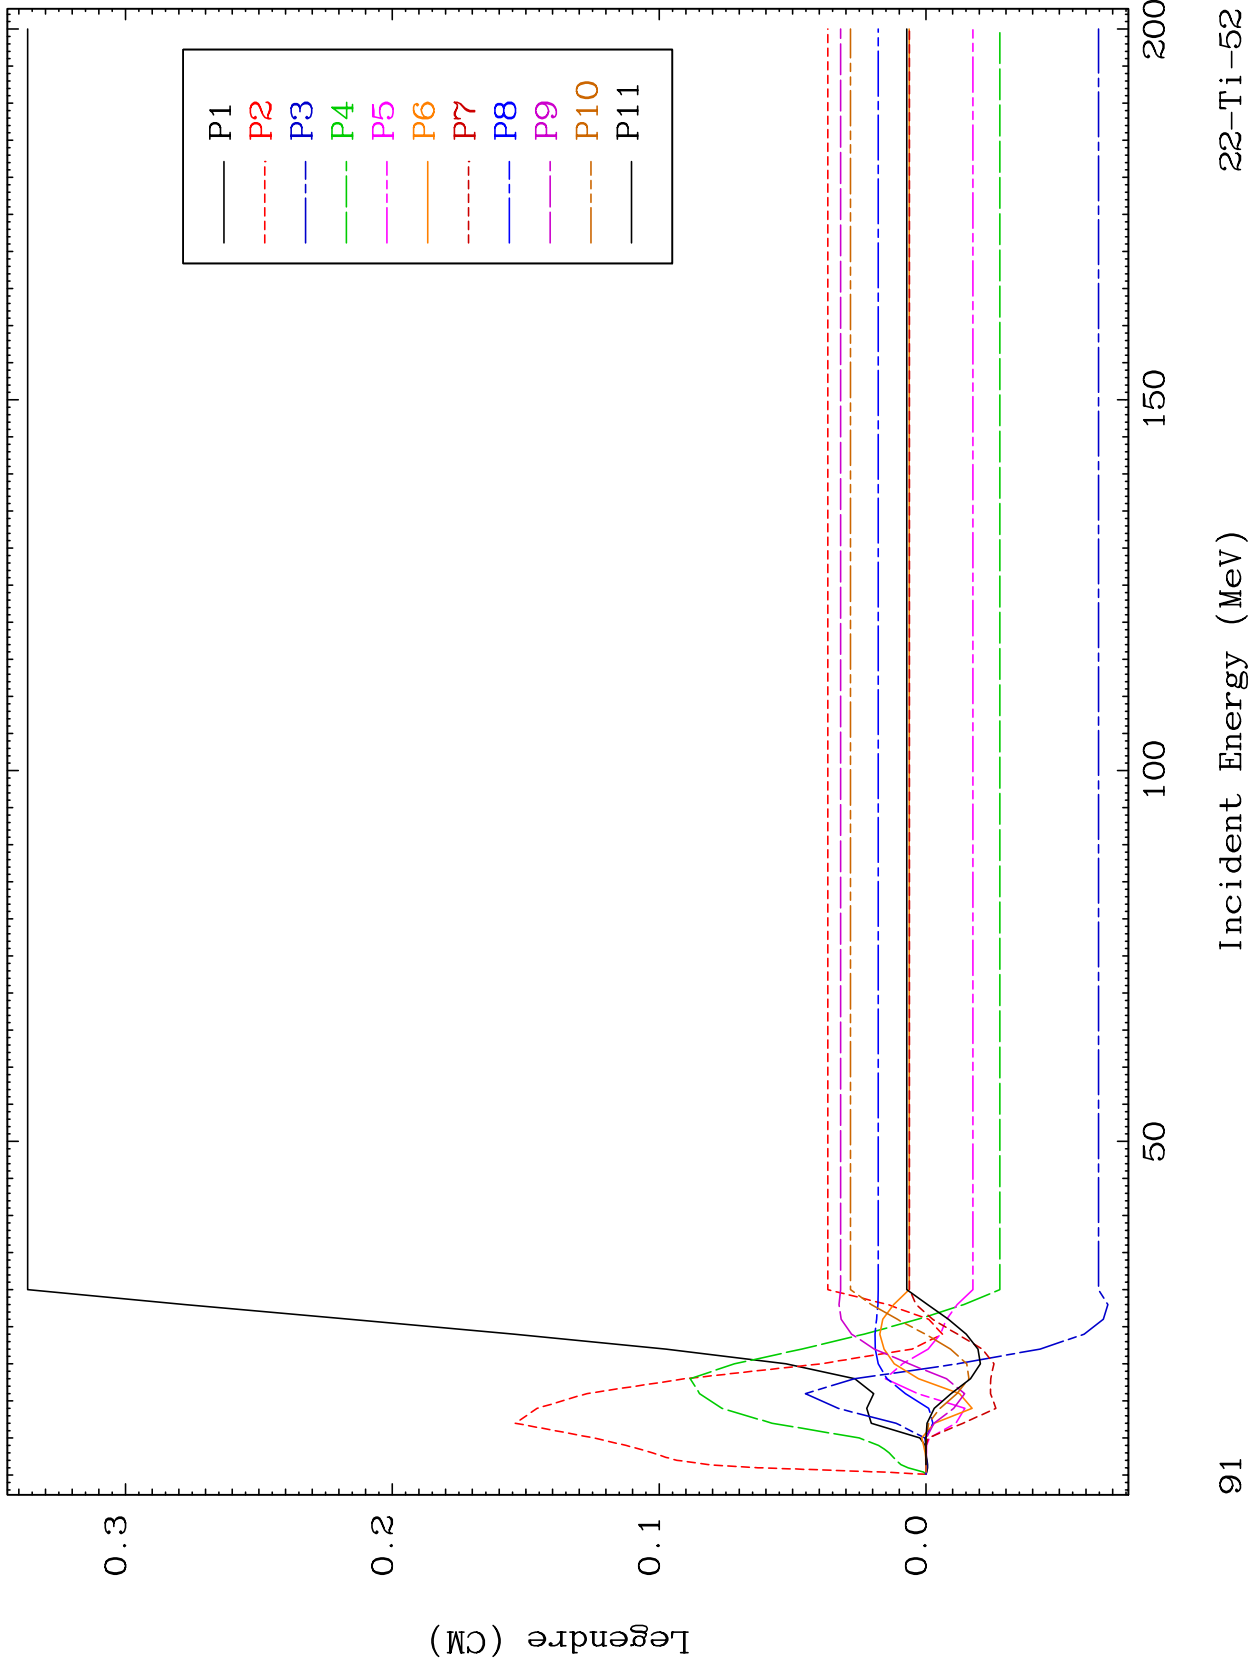 P1
P2
P3
P4
P5
P6
P7
P8
P9
P10
P11
0.3
0.2
0.1
0.0
Legendre (CM)
50
100
150
200
Incident Energy (MeV)
91
22-Ti-52